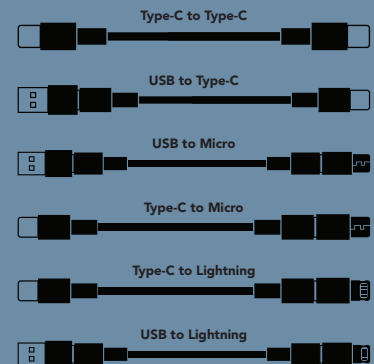 Type-C to Type-C
USB to Type-C
USB to Micro
Type-C to Micro
Type-C to Lightning
USB to Lightning